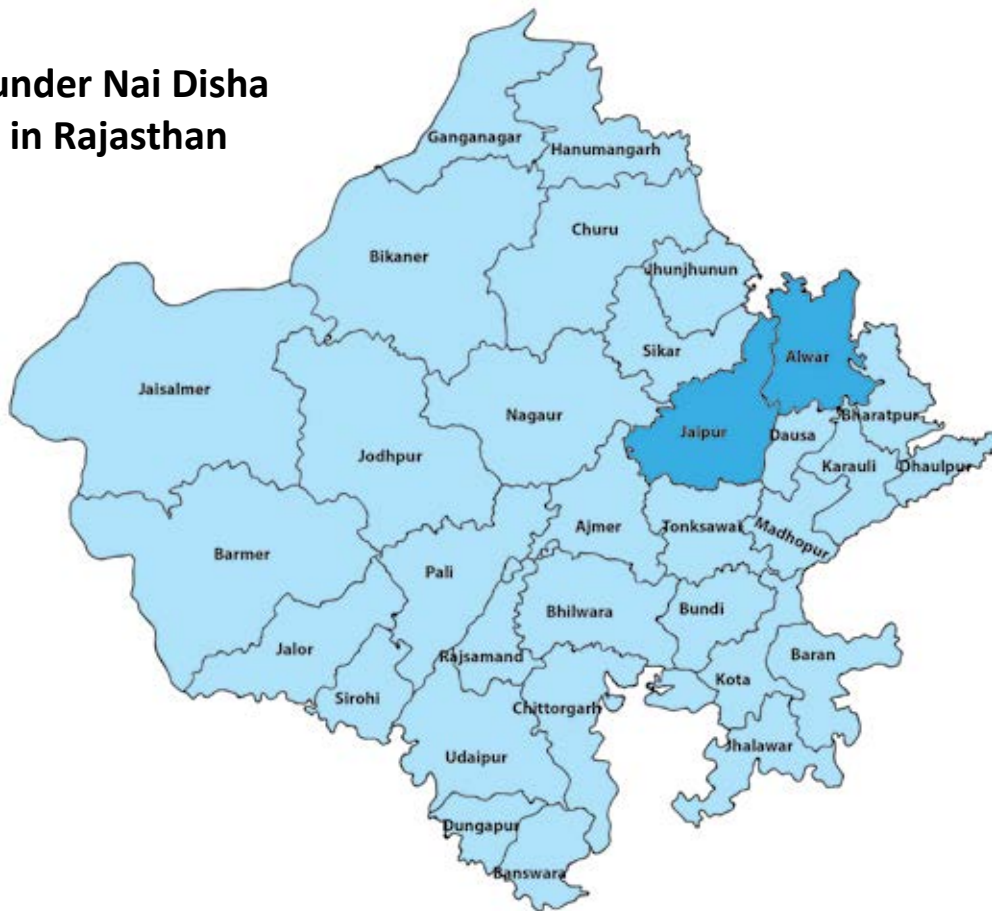 under Nai Disha
in Rajasthan
Ganganagar
Hanumangarh
Churu
Bikaner
Jhunjhunun
Sikar
Alwar
Jaisalmer
Nagaur
Bharatpur
Jaipur
Dausa
Jodhpur
Karauli
Dhaulpur
Ajmer
Tonksawai
Madhopur
Barmer
Pali
Bhilwara
Bundi
Jalor
Rajsamand
Baran
Kota
Sirohi
Chittorgarh
Jhalawar
Udaipur
Dungapur
Banswara